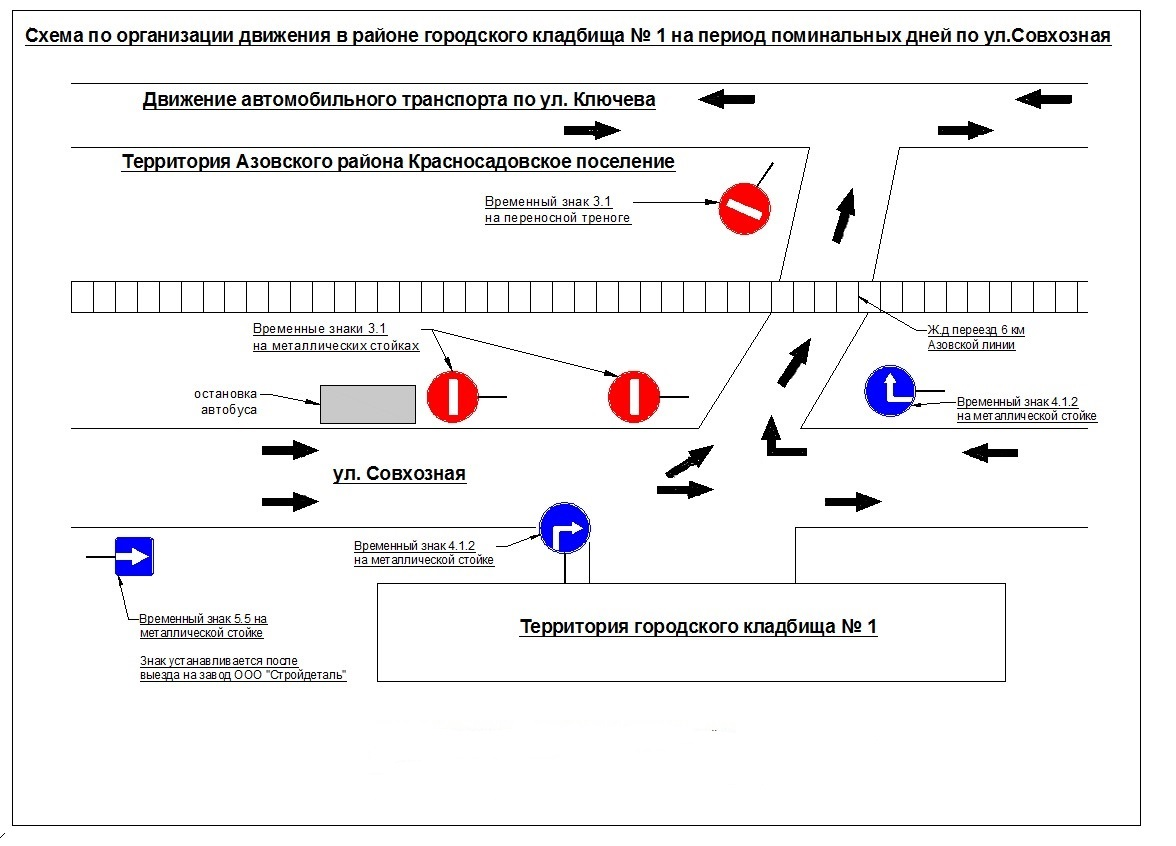 Схема по организации движения в районе городского кладбища № 1 на период поминальных дней по ул.Совхозная
Движение автомобильного транспорта по ул. Ключева
Территория Азовского района Красносадовское поселение
Временный знак 3.1
на переносной треноге
Временные знаки 3.1
на металлических стойках
Ж.д переезд 6 км
Азовской линии
остановка
автобуса
Временный знак 4.1.2
на металлической стойке
ул. Совхозная
Временный знак 4.1.2
на металлической стойке
Временный знак 5.5 на
металлической стойке
Знак устанавливается после
выезда на завод ООО "Стройдеталь"
Территория городского кладбища № 1